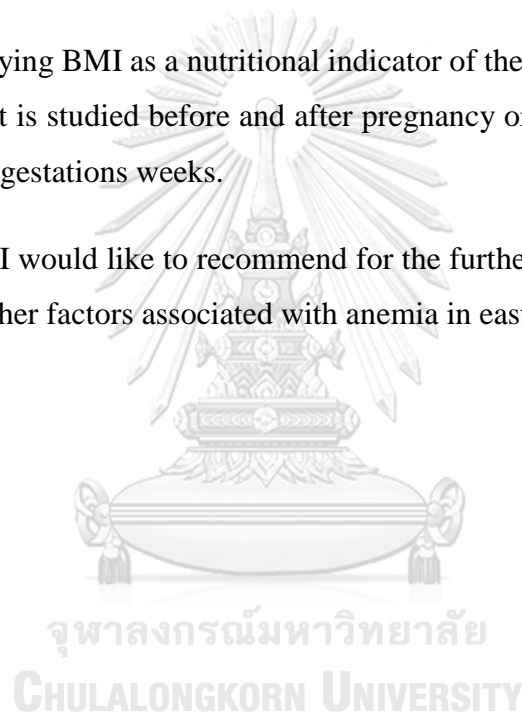 ying BMI as a nutritional indicator of the
t is studied before and after pregnancy or
gestations weeks.
I would like to recommend for the furthe
her factors associated with anemia in east
จุฬาลงกรณ์มหาวิทยาลัย
CHULALONGKORN UNIVERSITY